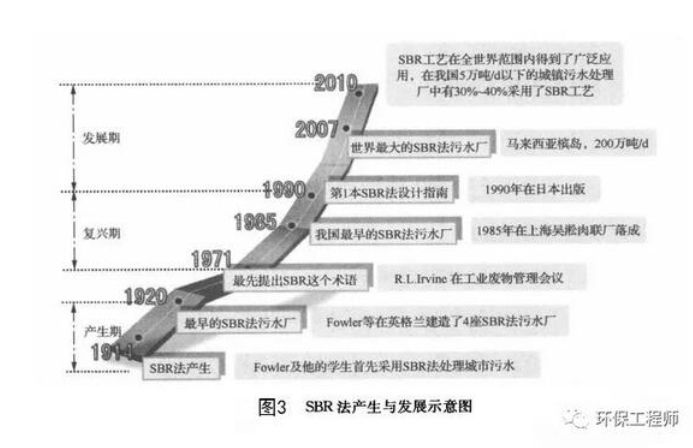 SBR工艺在全世界范围内得到了广泛应
用，在我国5万吨/d以下的城镇污水处理
厂中有30%~40%采用了SBR工艺
2010
发展期
2007
世界最大的SBR法污水厂
马来西亚槟岛，200万吨/d
1990
第1本SBR法设计指南
1990年在日本出版
复兴期
1985
我国最早的SBR法污水厂
1985年在上海吴淞肉联厂落成
1971
最先提出SBR这个术语
R.L.Irvine 在工业废物管理会议
1920
产生期
最早的SBR法污水厂
Fowler等在英格兰建造了4座SBR法污水厂
1914
SBR法产生
Fowler及他的学生首先采用SBR法处理城市污水
图3 SBR 法产生与发展示意图
环保工程师